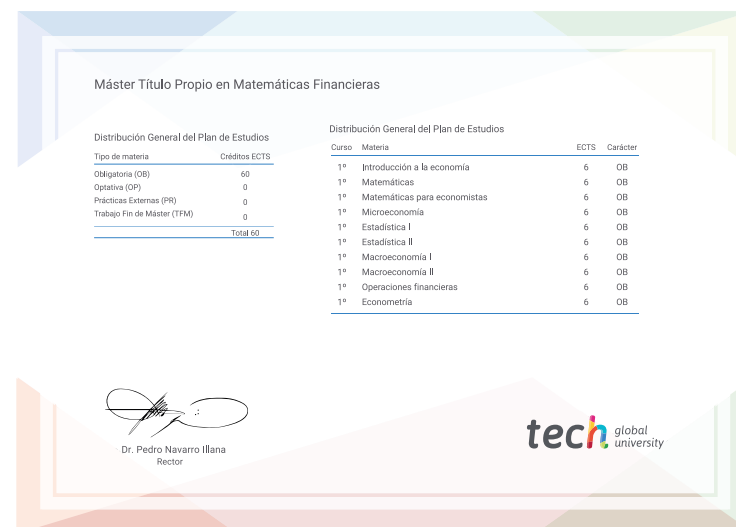 Máster Título Propio en Matemáticas Financieras
Distribución General del Plan de Estudios
Tipo de materia Créditos ECTS
Obligatoria (OB) 60
Optativa (OP) 0
Prácticas Externas (PR) 0
Trabajo Fin de Máster (TFM) 0
Total 60
Distribución General del Plan de Estudios
Curso Materia ECTS Carácter
1º Introducción a la economía 6 OB
1º Matemáticas 6 OB
1º Matemáticas para economistas 6 OB
1º Microeconomía 6 OB
1º Estadística I 6 OB
1º Estadística II 6 OB
1º Macroeconomía I 6 OB
1º Macroeconomía II 6 OB
1º Operaciones financieras 6 OB
1º Econometría 6 OB
Dr. Pedro Navarro Illana
Rector
tech global
university